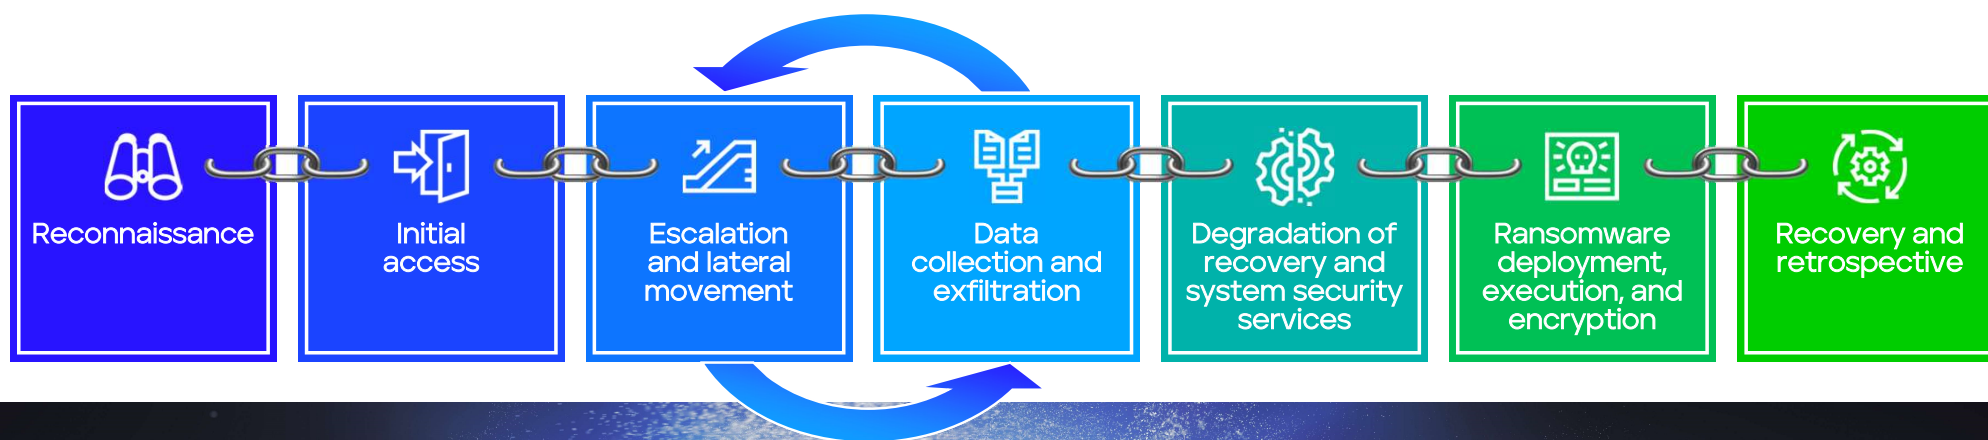 Reconnaissance
Initial
access
Escalation
and lateral
movement
Data
collection and
exfiltration
Degradation of
recovery and
system security
services
Ransomware
deployment,
execution, and
encryption
Recovery and
retrospective